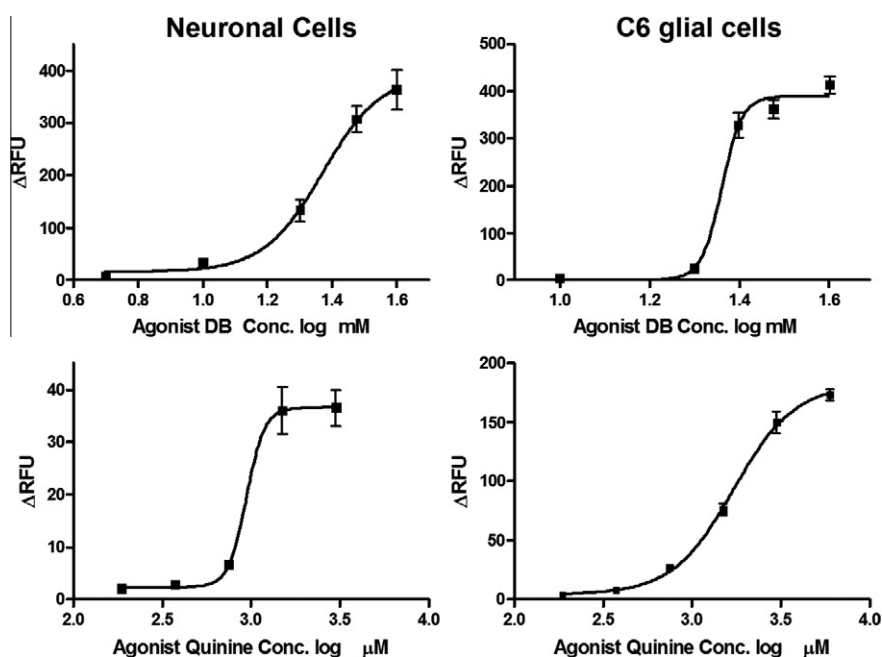 Neuronal Cells
C6 glial cells
ΔRFU
400
300
200
100
0
0.6 0.8 1.0 1.2 1.4 1.6
Agonist DB Conc. log mM
ΔRFU
500
400
300
200
100
0
1.0 1.2 1.4 1.6
Agonist DB Conc. log mM
ΔRFU
40
30
20
10
0
2.0 2.5 3.0 3.5 4.0
Agonist Quinine Conc. log μM
ΔRFU
200
150
100
50
0
2.0 2.5 3.0 3.5 4.0
Agonist Quinine Conc. log μM